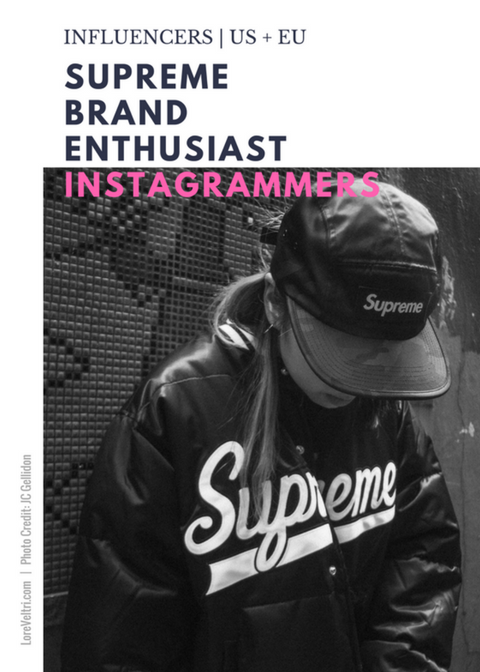 INFLUENCERS | US + EU
SUPREME
BRAND
ENTHUSIAST
INSTAGRAMMERS
Supreme
Supreme
LoreVeltri.com | Photo Credit: JC Gellidon